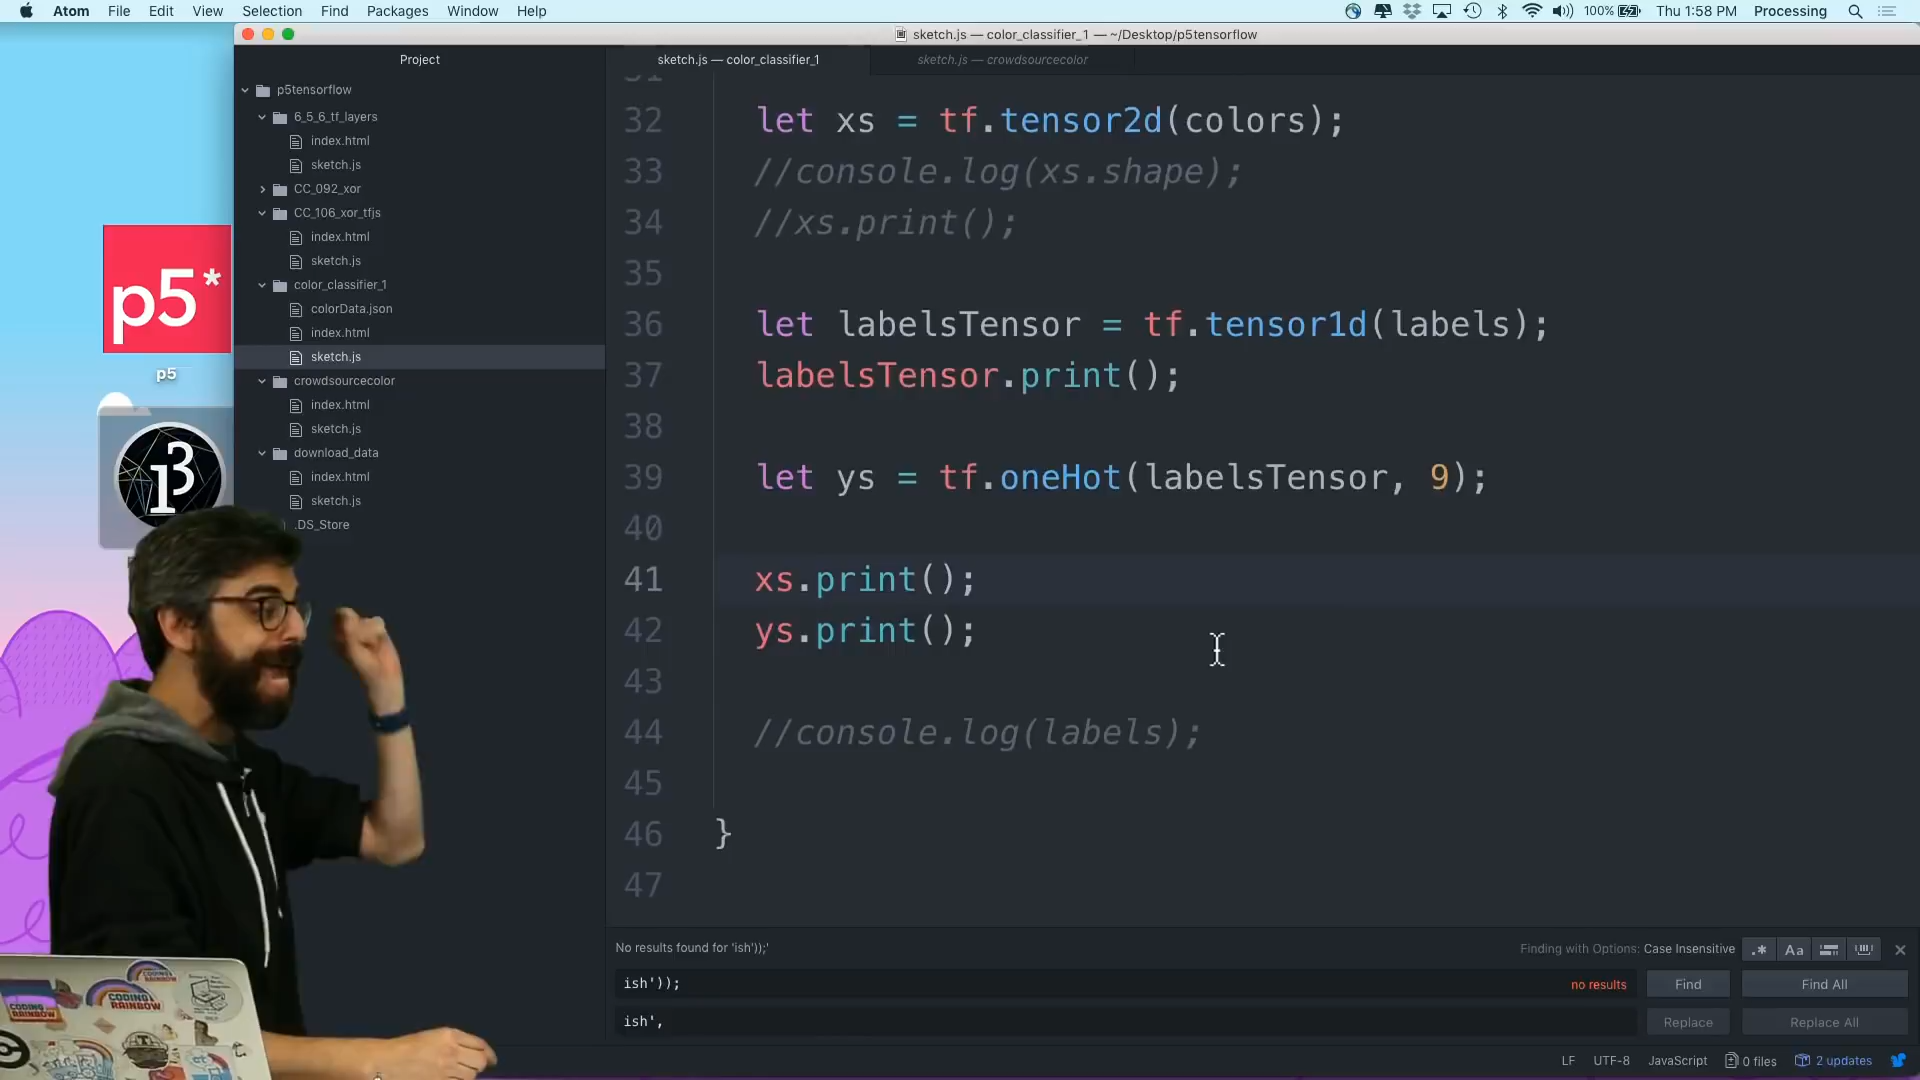 Atom File Edit View Selection Find Packages Window Help
100% Thu 1:58 PM Processing
sketch.js — color_classifier_1 — ~/Desktop/p5tensorflow
Project
sketch.js — color_classifier_1
sketch.js — crowdsourcecolor
p5tensorflow
6_5_6_tf_layers
index.html
sketch.js
CC_092_xor
CC_106_xor_tfjs
index.html
sketch.js
color_classifier_1
colorData.json
index.html
sketch.js
crowdsourcecolor
index.html
sketch.js
download_data
index.html
sketch.js
.DS_Store
p5*
p5
31
32 let xs = tf.tensor2d(colors);
33 //console.log(xs.shape);
34 //xs.print();
35
36 let labelsTensor = tf.tensor1d(labels);
37 labelsTensor.print();
38
39 let ys = tf.oneHot(labelsTensor, 9);
40
41 xs.print();
42 ys.print();
43
44 //console.log(labels);
45
46 }
47
No results found for 'ish'));'
Finding with Options: Case Insensitive
.* Aa
ish'));
no results
Find
Find All
ish',
Replace
Replace All
LF UTF-8 JavaScript 0 files 2 updates
CODING
RAINBOW
CODING
RAINBOW